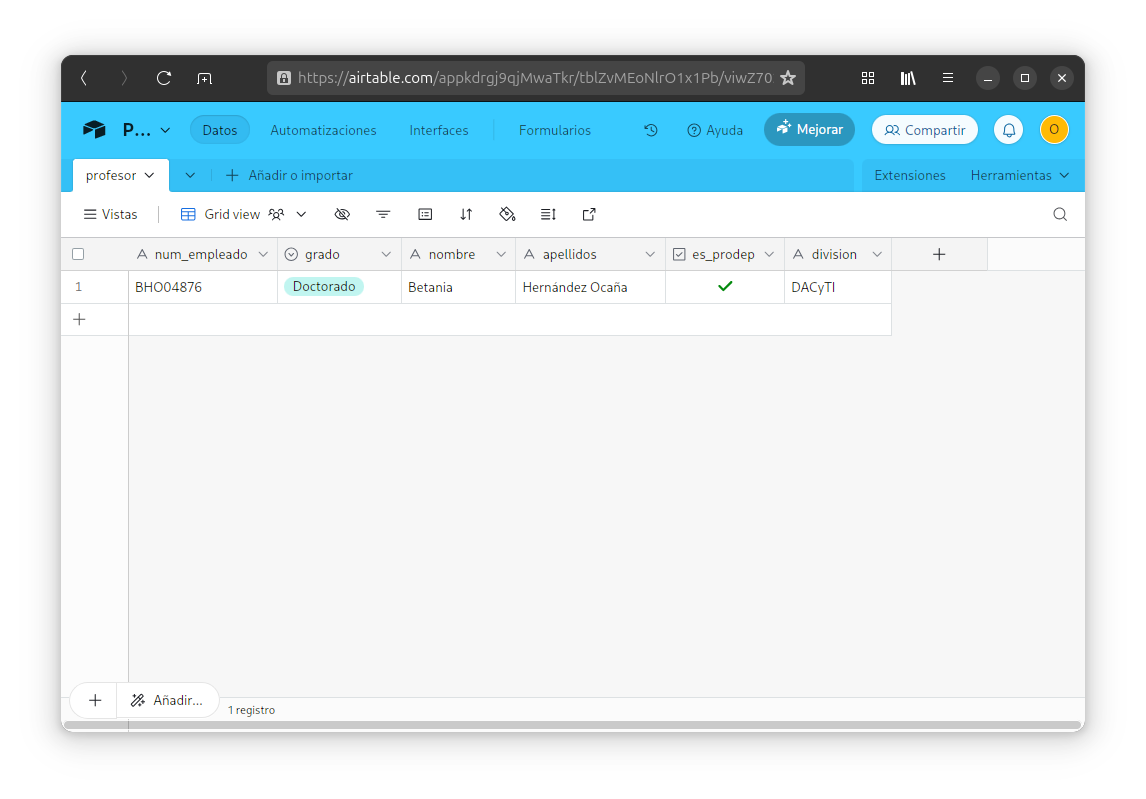 https://airtable.com/appkdrgj9qjMwaTkr/tblZvMEoNlrO1x1Pb/viwZ70
P... Datos Automatizaciones Interfaces Formularios Ayuda Mejorar Compartir O
profesor Añadir o importar Extensiones Herramientas
Vistas Grid view
num_empleado grado nombre apellidos es_prodep division
1 BHO04876 Doctorado Betania Hernández Ocaña DACyTI
Añadir...
1 registro